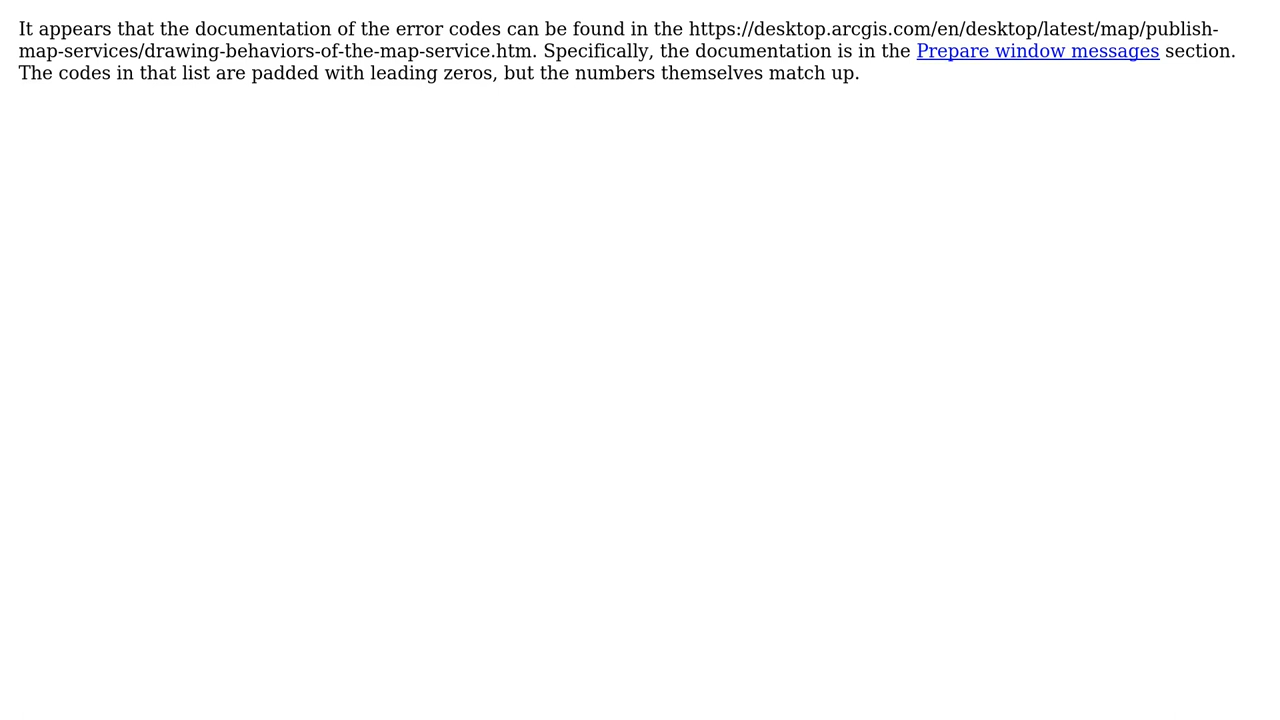 It appears that the documentation of the error codes can be found in the https://desktop.arcgis.com/en/desktop/latest/map/publish-
map-services/drawing-behaviors-of-the-map-service.htm. Specifically, the documentation is in the Prepare window messages section.
The codes in that list are padded with leading zeros, but the numbers themselves match up.